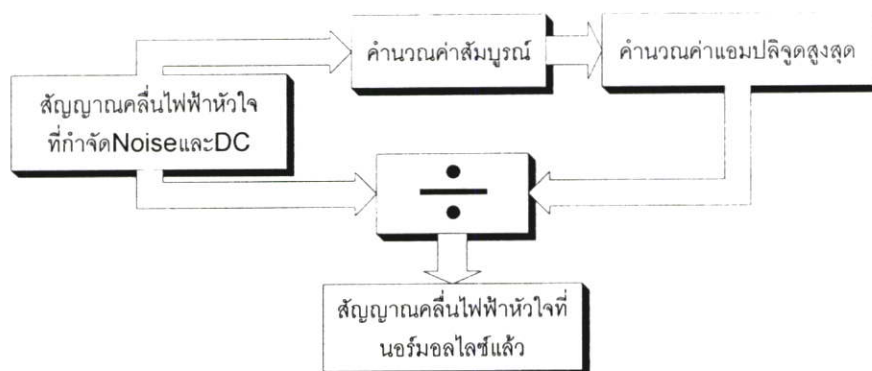 คำนวณค่าสัมบูรณ์
คำนวณค่าแอมปลิจูดสูงสุด
สัญญาณคลื่นไฟฟ้าหัวใจ
ที่กำจัดNoiseและDC
สัญญาณคลื่นไฟฟ้าหัวใจที่
นอร์มอลไลซ์แล้ว